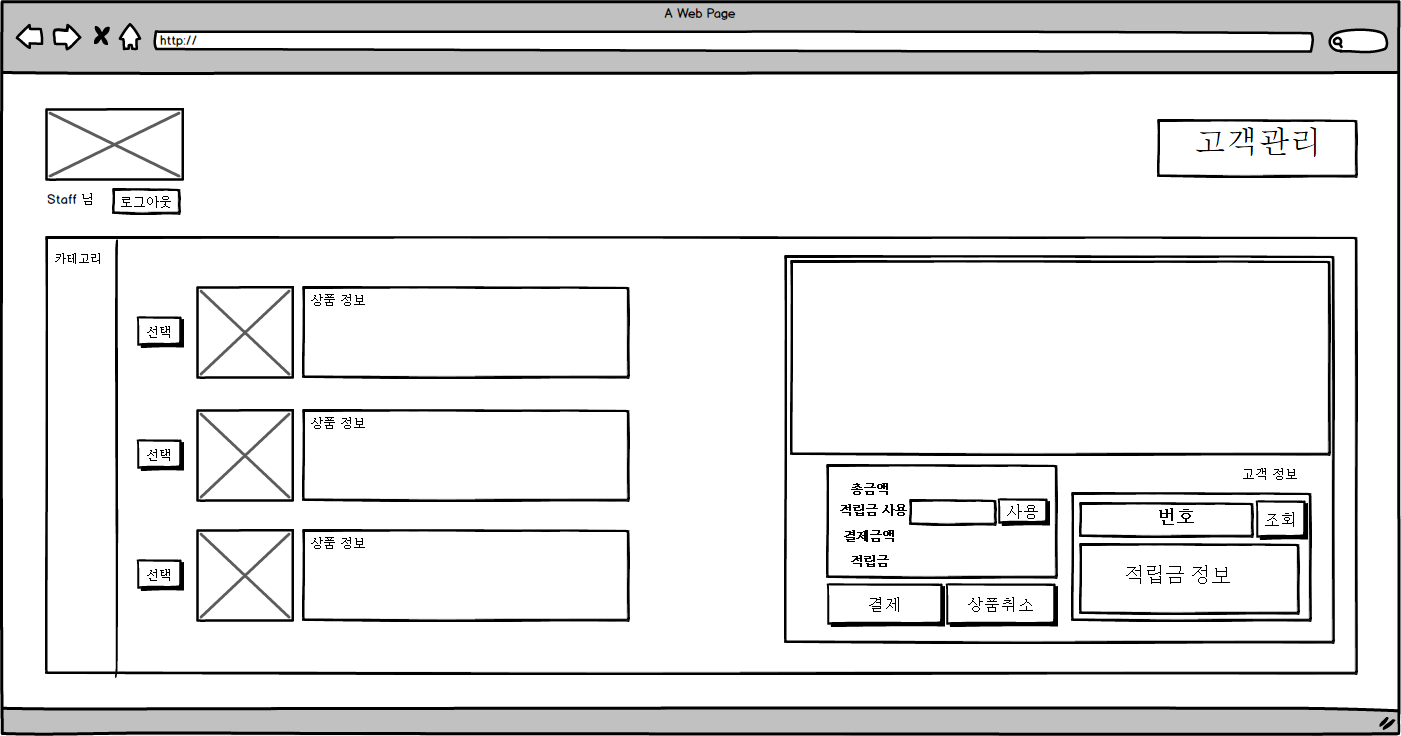 A Web Page
http://
고객관리
Staff 님
로그아웃
카테고리
선택
상품 정보
선택
상품 정보
선택
상품 정보
총금액
적립금 사용
사용
결제금액
적립금
결제
상품취소
고객 정보
번호
조회
적립금 정보